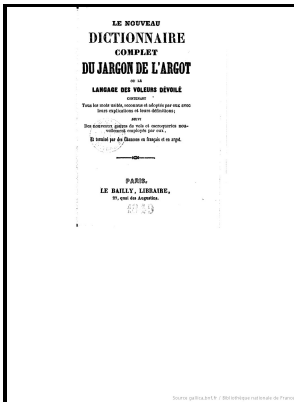 LE NOUVEAU
DICTIONNAIRE
COMPLET
DU JARGON DE L'ARGOT
OU LE
LANGAGE DES VOLEURS DÉVOILÉ
CONTENANT
Tous les mots usités, reconnus et adoptés par eux avec
leurs explications et leurs définitions;
SUIVI
Des nouveaux genres de vols et escroqueries nou-
vellement employés par eux,
Et terminé par des Chansons en français et en argot.
PARIS,
LE BAILLY, LIBRAIRE,
27, quai des Augustins.
Source gallica.bnf.fr / Bibliothèque nationale de France